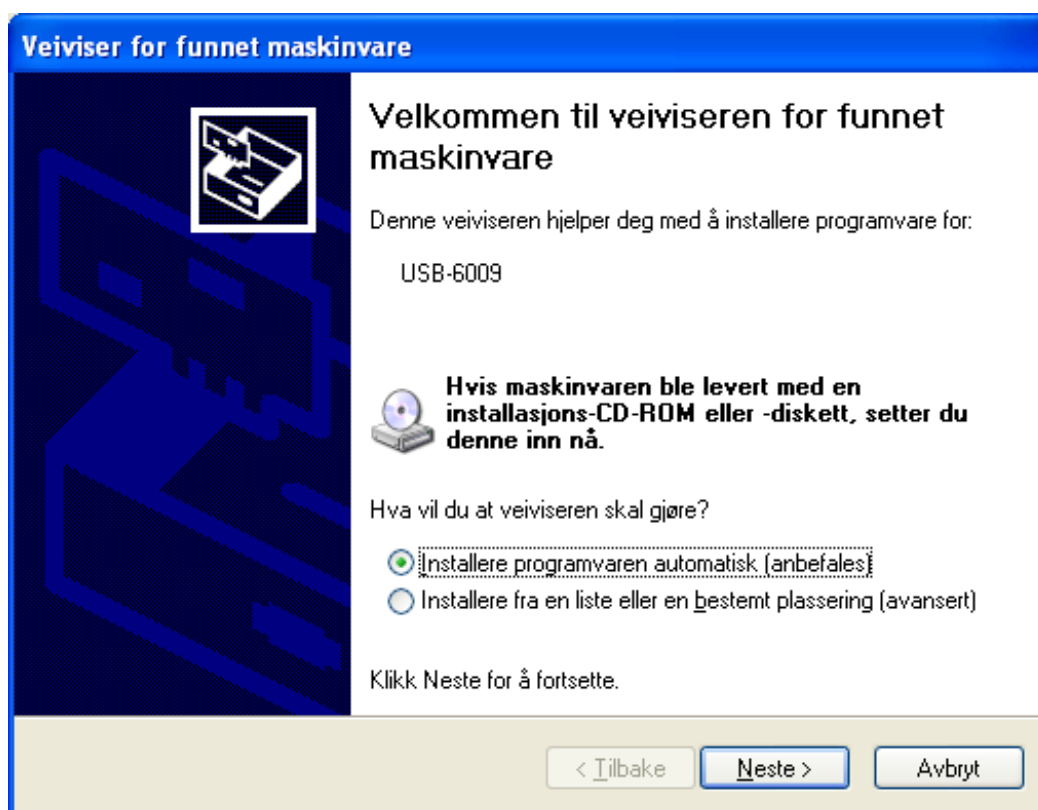 Veiviser for funnet maskinvare
Velkommen til veiviseren for funnet
maskinvare
Denne veiviseren hjelper deg med å installere programvare for:
USB-6009
Hvis maskinvaren ble levert med en
installasjons-CD-ROM eller -diskett, setter du
denne inn nå.
Hva vil du at veiviseren skal gjøre?
Installere programvaren automatisk (anbefales)
Installere fra en liste eller en bestemt plassering (avansert)
Klikk Neste for å fortsette.
< Tilbake
Neste >
Avbryt